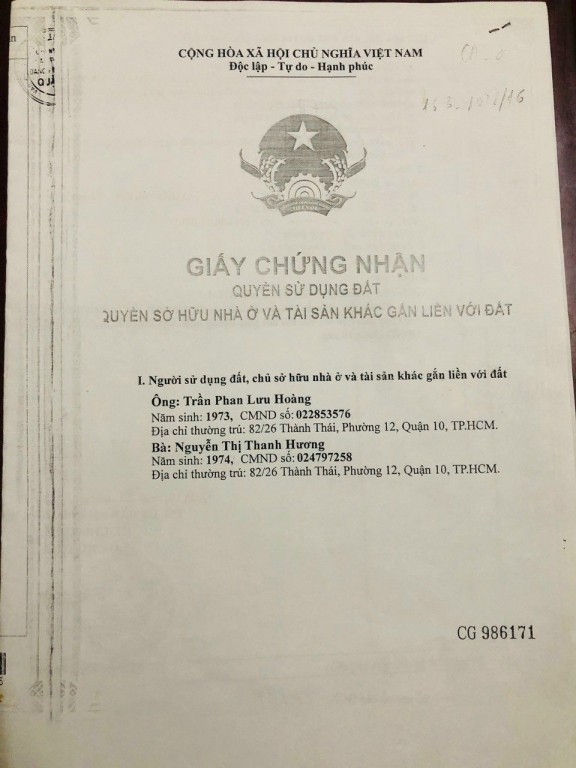 CỘNG HÒA XÃ HỘI CHỦ NGHĨA VIỆT NAM
Độc lập - Tự do - Hạnh phúc
GIẤY CHỨNG NHẬN
QUYỀN SỬ DỤNG ĐẤT
QUYỀN SỞ HỮU NHÀ Ở VÀ TÀI SẢN KHÁC GẮN LIỀN VỚI ĐẤT
I. Người sử dụng đất, chủ sở hữu nhà ở và tài sản khác gắn liền với đất
Ông: Trần Phan Lưu Hoàng
Năm sinh: 1973, CMND số: 022853576
Địa chỉ thường trú: 82/26 Thành Thái, Phường 12, Quận 10, TP.HCM.
Bà: Nguyễn Thị Thanh Hương
Năm sinh: 1974, CMND số: 024797258
Địa chỉ thường trú: 82/26 Thành Thái, Phường 12, Quận 10, TP.HCM.
CG 986171